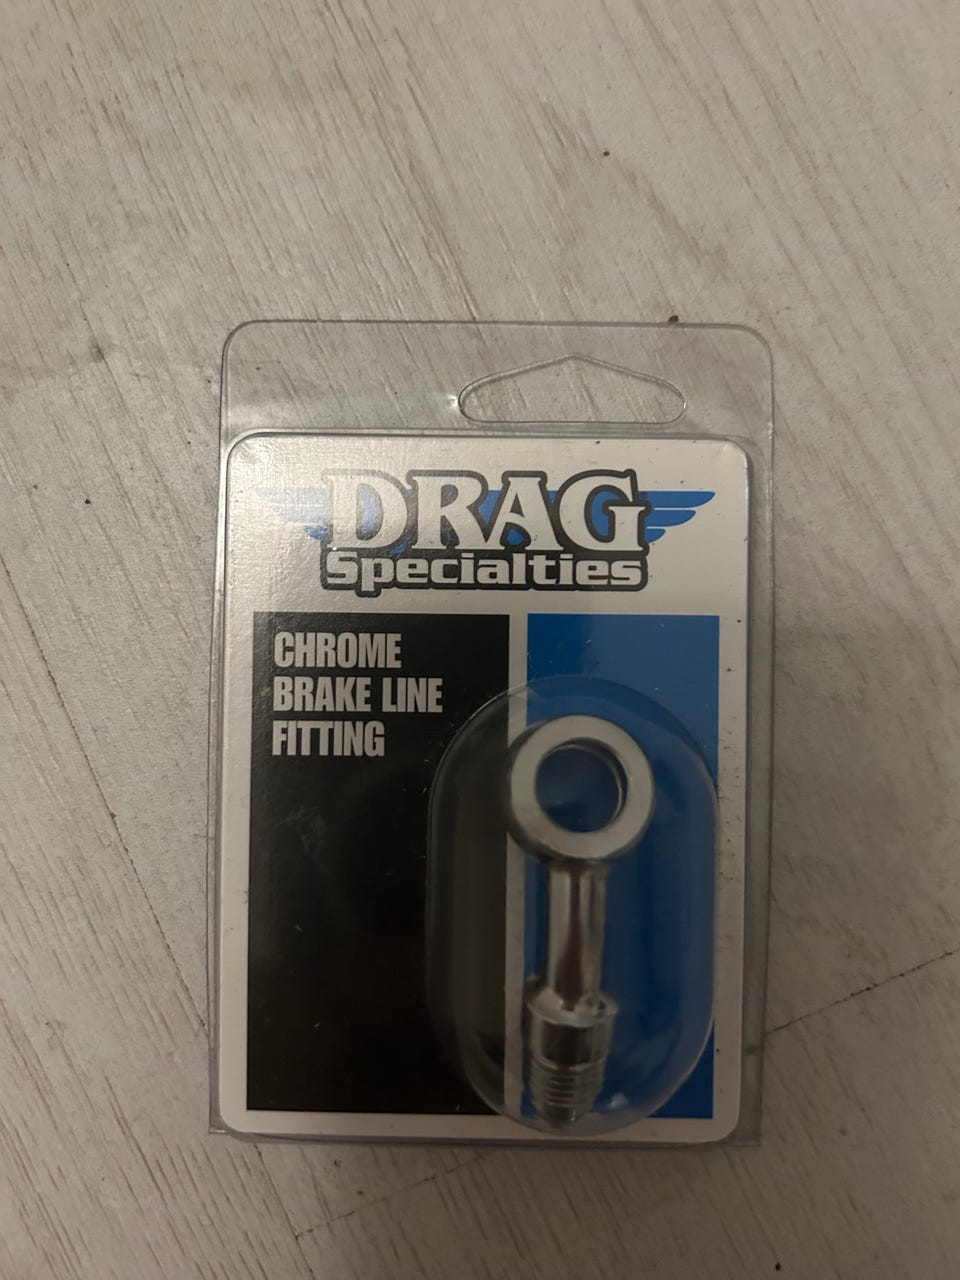 DRAG
Specialties
CHROME
BRAKE LINE
FITTING